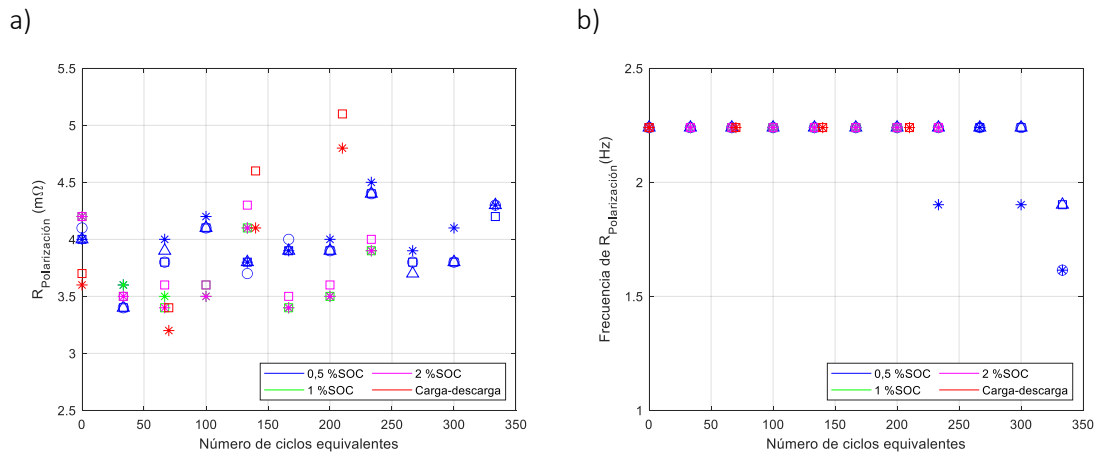 a)
b)
5.5
5
4.5
4
3.5
3
2.5
R_Polarización (mΩ)
0 50 100 150 200 250 300 350
Número de ciclos equivalentes
0,5 %SOC 2 %SOC
1 %SOC Carga-descarga
2.5
2
1.5
1
Frecuencia de R_Polarización(Hz)
0 50 100 150 200 250 300 350
Número de ciclos equivalentes
0,5 %SOC 2 %SOC
1 %SOC Carga-descarga